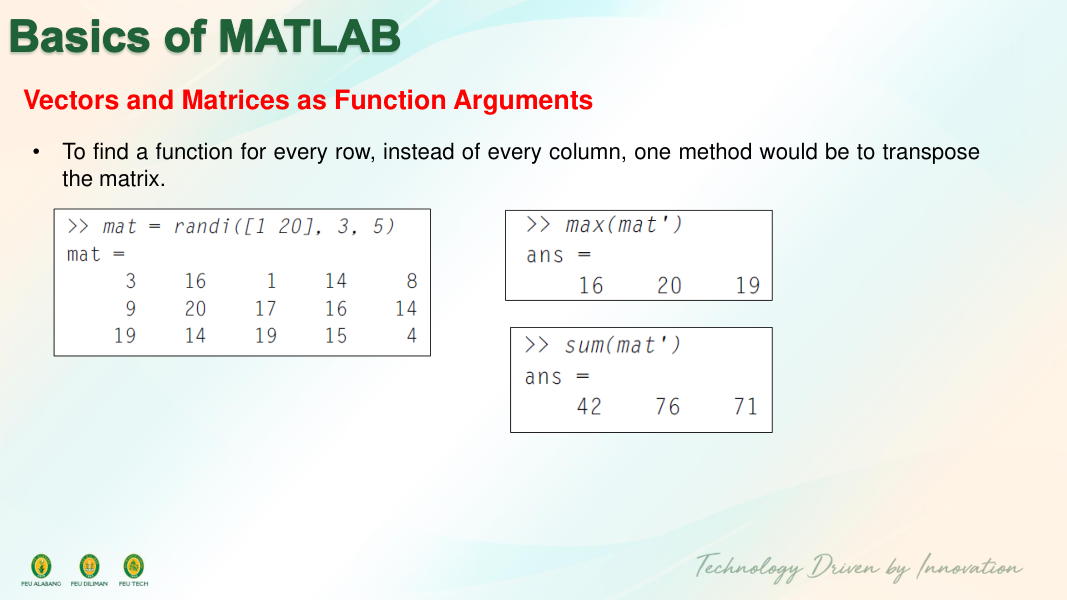 Basics of MATLAB
Vectors and Matrices as Function Arguments
• To find a function for every row, instead of every column, one method would be to transpose
the matrix.
>> mat = randi([1 20], 3, 5)
mat =
3 16 1 14 8
9 20 17 16 14
19 14 19 15 4
>> max(mat')
ans =
16 20 19
>> sum(mat')
ans =
42 76 71
FEU ALABANG FEU DILIMAN FEU TECH
Technology Driven by Innovation